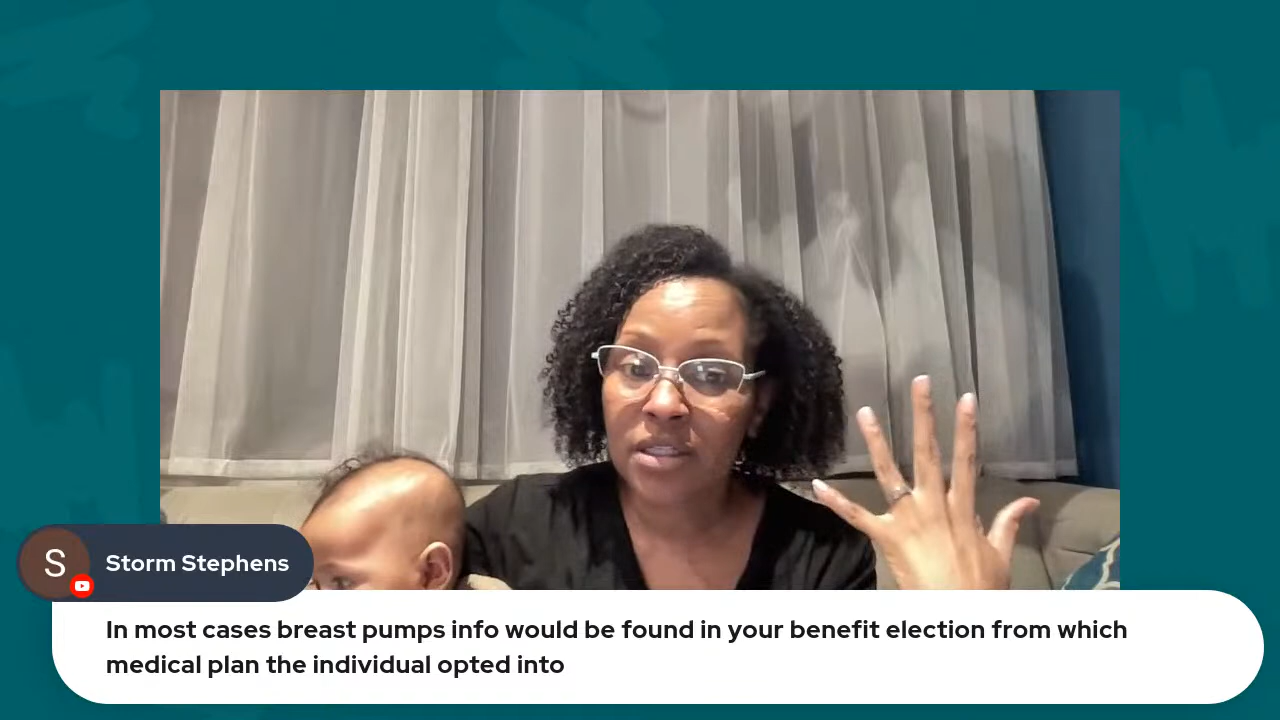 S
Storm Stephens
In most cases breast pumps info would be found in your benefit election from which
medical plan the individual opted into